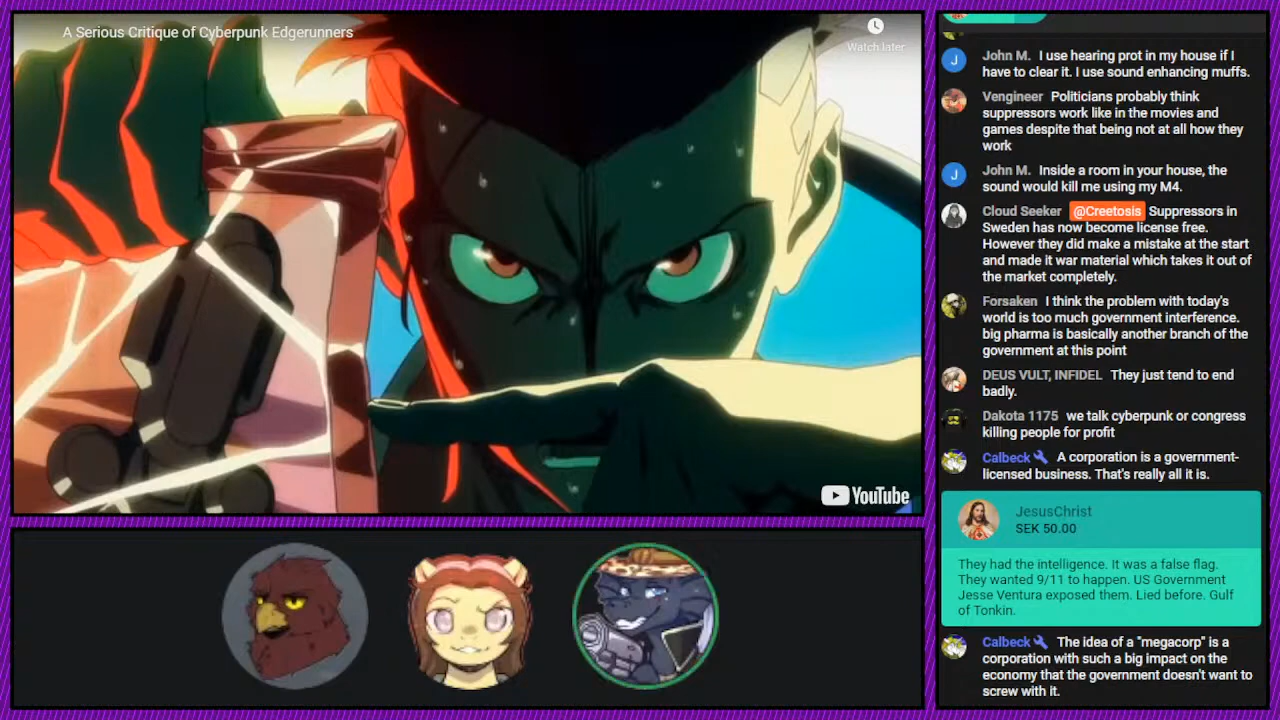 A Serious Critique of Cyberpunk Edgerunners
Watch later
YouTube
J
John M. I use hearing prot in my house if I
have to clear it. I use sound enhancing muffs.
Vengineer Politicians probably think
suppressors work like in the movies and
games despite that being not at all how they
work
J
John M. Inside a room in your house, the
sound would kill me using my M4.
Cloud Seeker @Creetosis Suppressors in
Sweden has now become license free.
However they did make a mistake at the start
and made it war material which takes it out of
the market completely.
Forsaken I think the problem with today's
world is too much government interference.
big pharma is basically another branch of the
government at this point
DEUS VULT, INFIDEL They just tend to end
badly.
Dakota 1175 we talk cyberpunk or congress
killing people for profit
Calbeck A corporation is a government-
licensed business. That's really all it is.
JesusChrist
SEK 50.00
They had the intelligence. It was a false flag.
They wanted 9/11 to happen. US Government
Jesse Ventura exposed them. Lied before. Gulf
of Tonkin.
Calbeck The idea of a "megacorp" is a
corporation with such a big impact on the
economy that the government doesn't want to
screw with it.